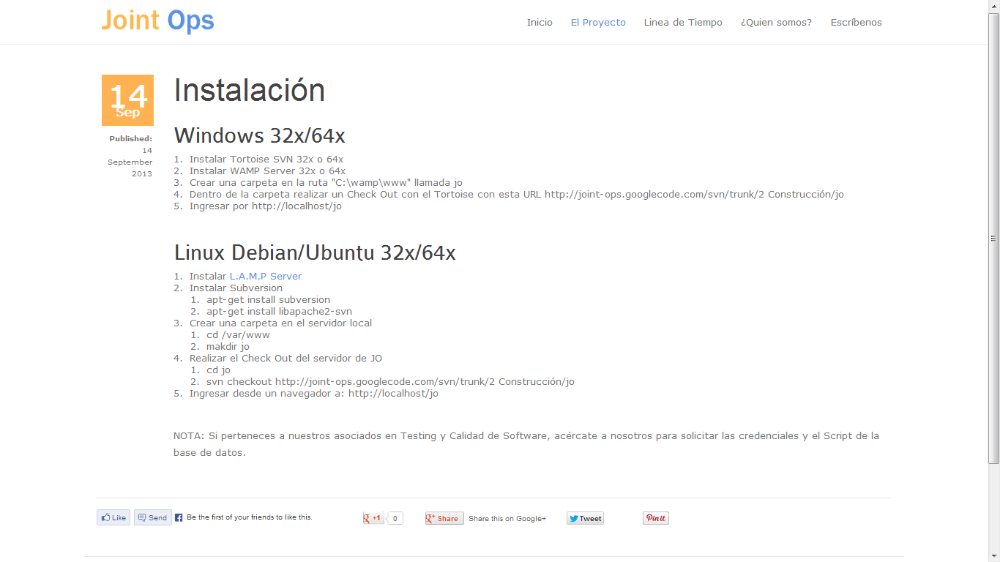 Joint Ops
Inicio El Proyecto Linea de Tiempo ¿Quien somos? Escríbenos
14
Sep
Published:
14
September
2013
Instalación
Windows 32x/64x
1. Instalar Tortoise SVN 32x o 64x
2. Instalar WAMP Server 32x o 64x
3. Crear una carpeta en la ruta "C:\wamp\www" llamada jo
4. Dentro de la carpeta realizar un Check Out con el Tortoise con esta URL http://joint-ops.googlecode.com/svn/trunk/2 Construcción/jo
5. Ingresar por http://localhost/jo
Linux Debian/Ubuntu 32x/64x
1. Instalar L.A.M.P Server
2. Instalar Subversion
1. apt-get install subversion
2. apt-get install libapache2-svn
3. Crear una carpeta en el servidor local
1. cd /var/www
2. makdir jo
4. Realizar el Check Out del servidor de JO
1. cd jo
2. svn checkout http://joint-ops.googlecode.com/svn/trunk/2 Construcción/jo
5. Ingresar desde un navegador a: http://localhost/jo
NOTA: Si perteneces a nuestros asociados en Testing y Calidad de Software, acércate a nosotros para solicitar las credenciales y el Script de la
base de datos.
Like Send Be the first of your friends to like this. +1 0 Share Share this on Google+ Tweet Pin it